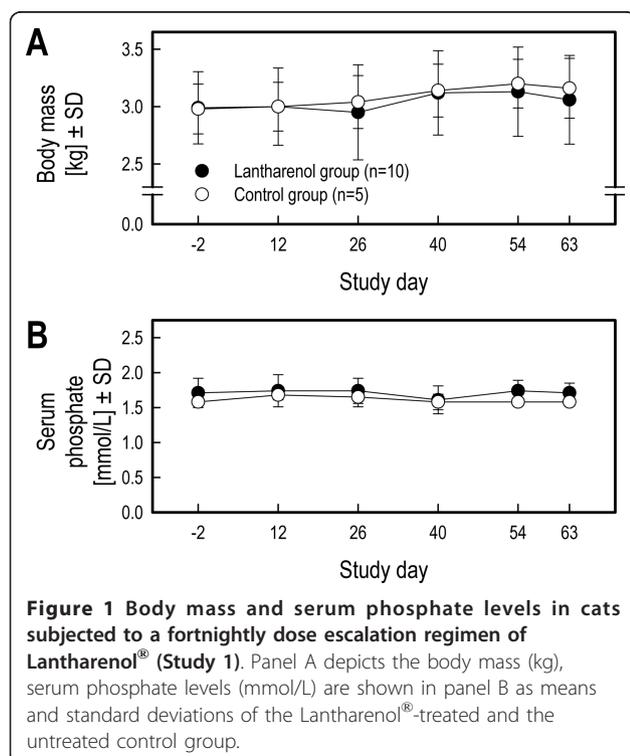 A
Body mass
[kg] ± SD
3.5
3.0
2.5
0.0
Lantharenol group (n=10)
Control group (n=5)
-2 12 26 40 54 63
Study day
B
Serum
phosphate
[mmol/L] ± SD
2.5
2.0
1.5
1.0
0.5
0.0
-2 12 26 40 54 63
Study day
Figure 1 Body mass and serum phosphate levels in cats
subjected to a fortnightly dose escalation regimen of
Lantharenol® (Study 1). Panel A depicts the body mass (kg),
serum phosphate levels (mmol/L) are shown in panel B as means
and standard deviations of the Lantharenol®-treated and the
untreated control group.